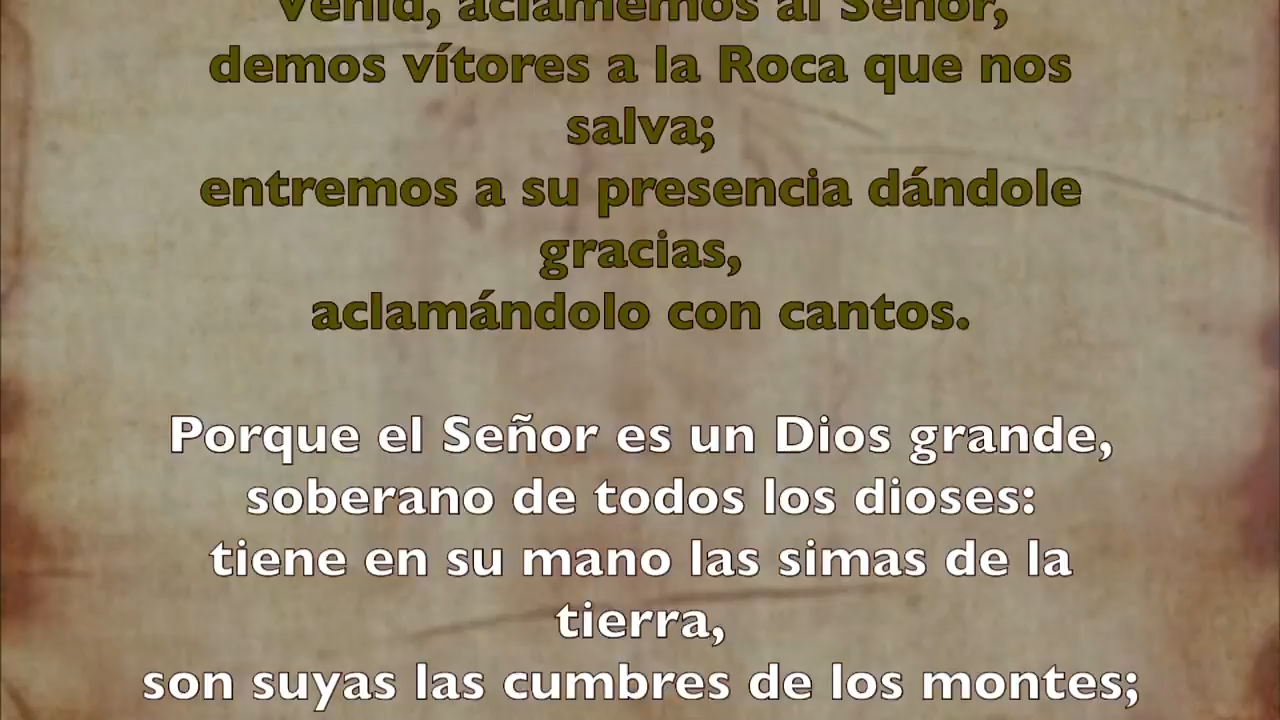 Venid, aclamemos al Señor,
demos vítores a la Roca que nos
salva;
entremos a su presencia dándole
gracias,
aclamándolo con cantos.
Porque el Señor es un Dios grande,
soberano de todos los dioses:
tiene en su mano las simas de la
tierra,
son suyas las cumbres de los montes;